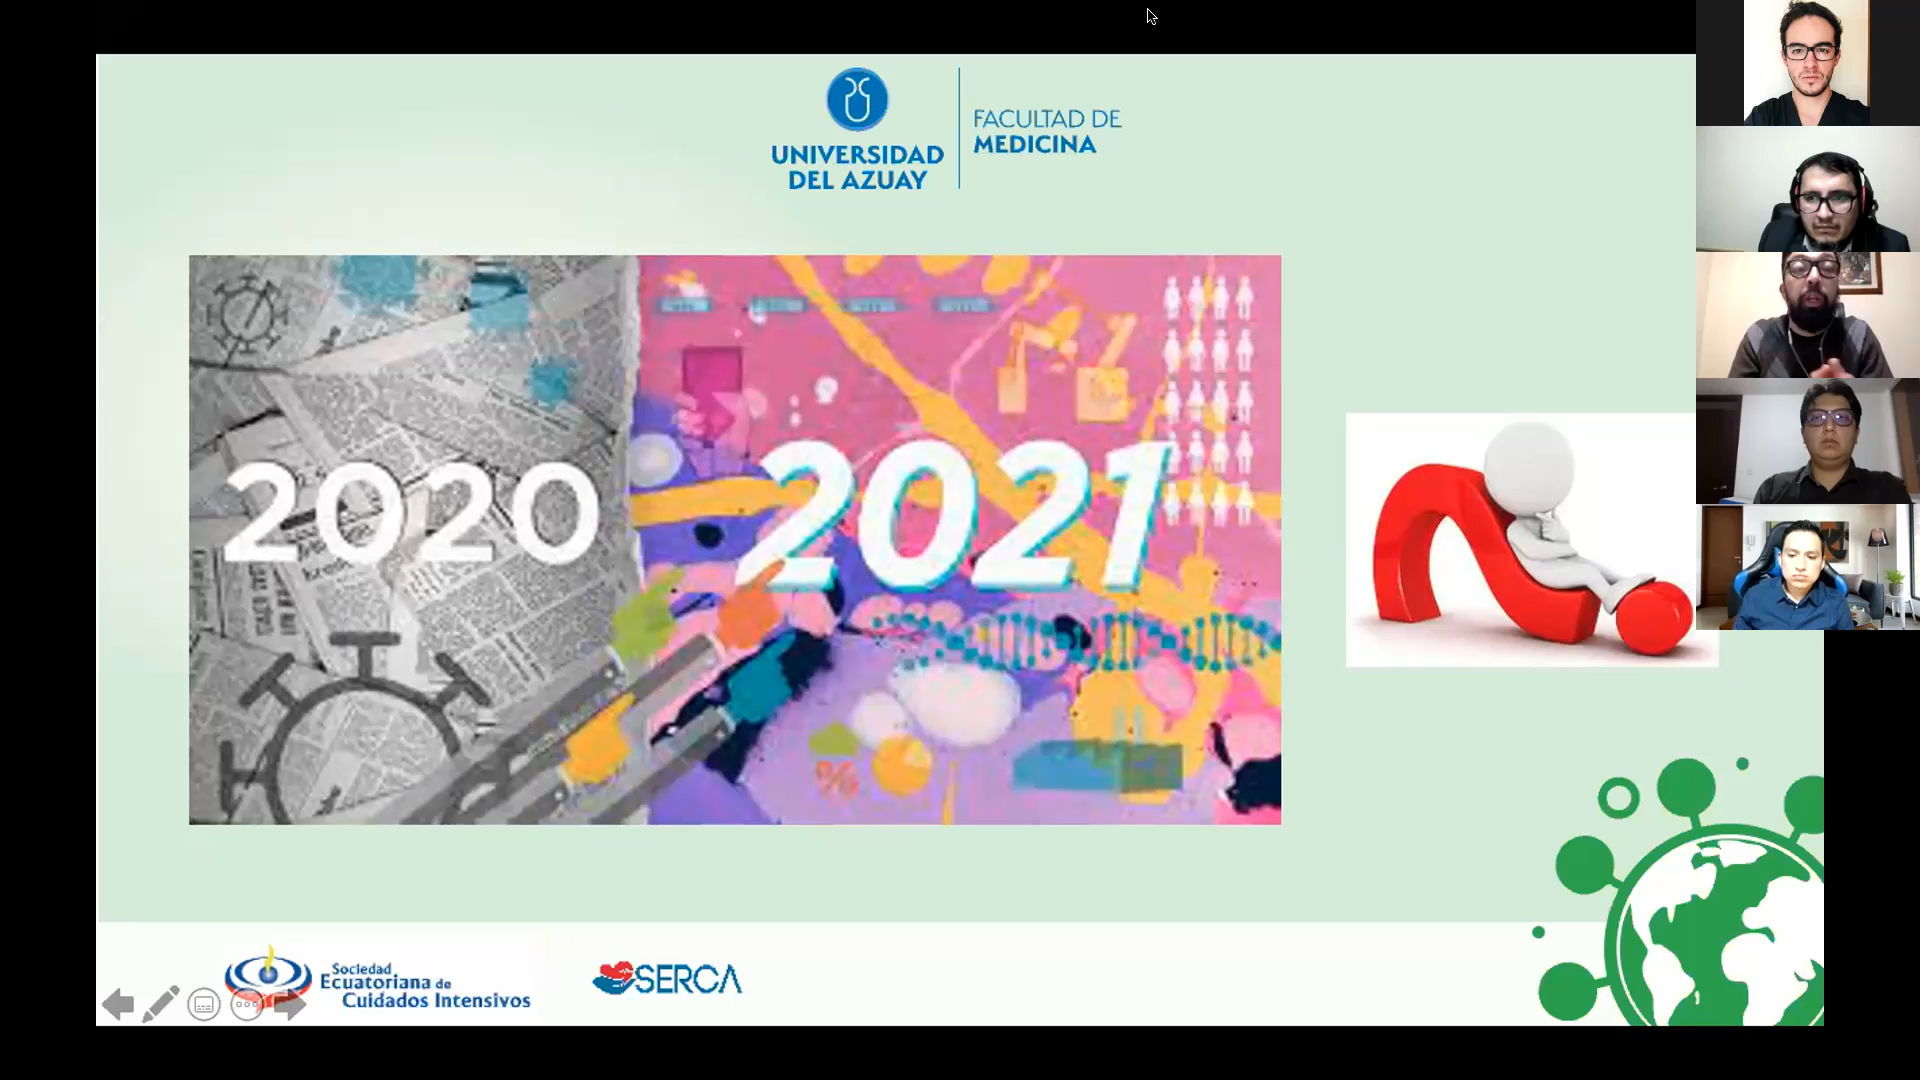 UNIVERSIDAD
DEL AZUAY
FACULTAD DE
MEDICINA
2020
2021
%
Sociedad
Ecuatoriana de
Cuidados Intensivos
SERCA